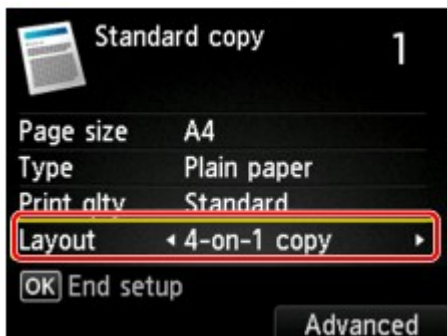 Standard copy 1
Page size A4
Type Plain paper
Print qlty Standard
Layout 4-on-1 copy
OK End setup
Advanced